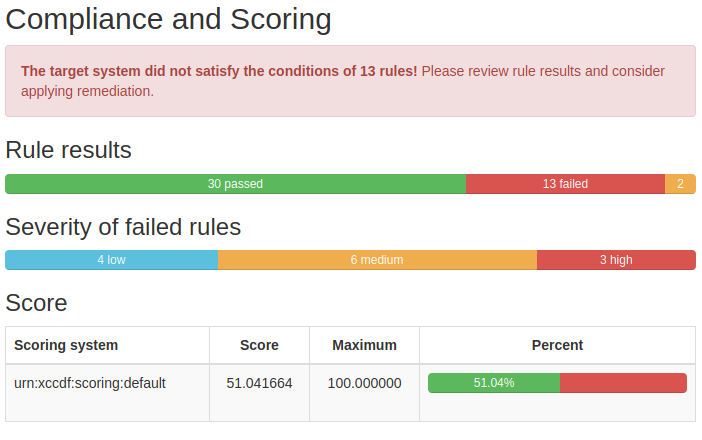 Compliance and Scoring
The target system did not satisfy the conditions of 13 rules! Please review rule results and consider
applying remediation.
Rule results
30 passed 13 failed 2
Severity of failed rules
4 low 6 medium 3 high
Score
Scoring system Score Maximum Percent
urn:xccdf:scoring:default 51.041664 100.000000 51.04%